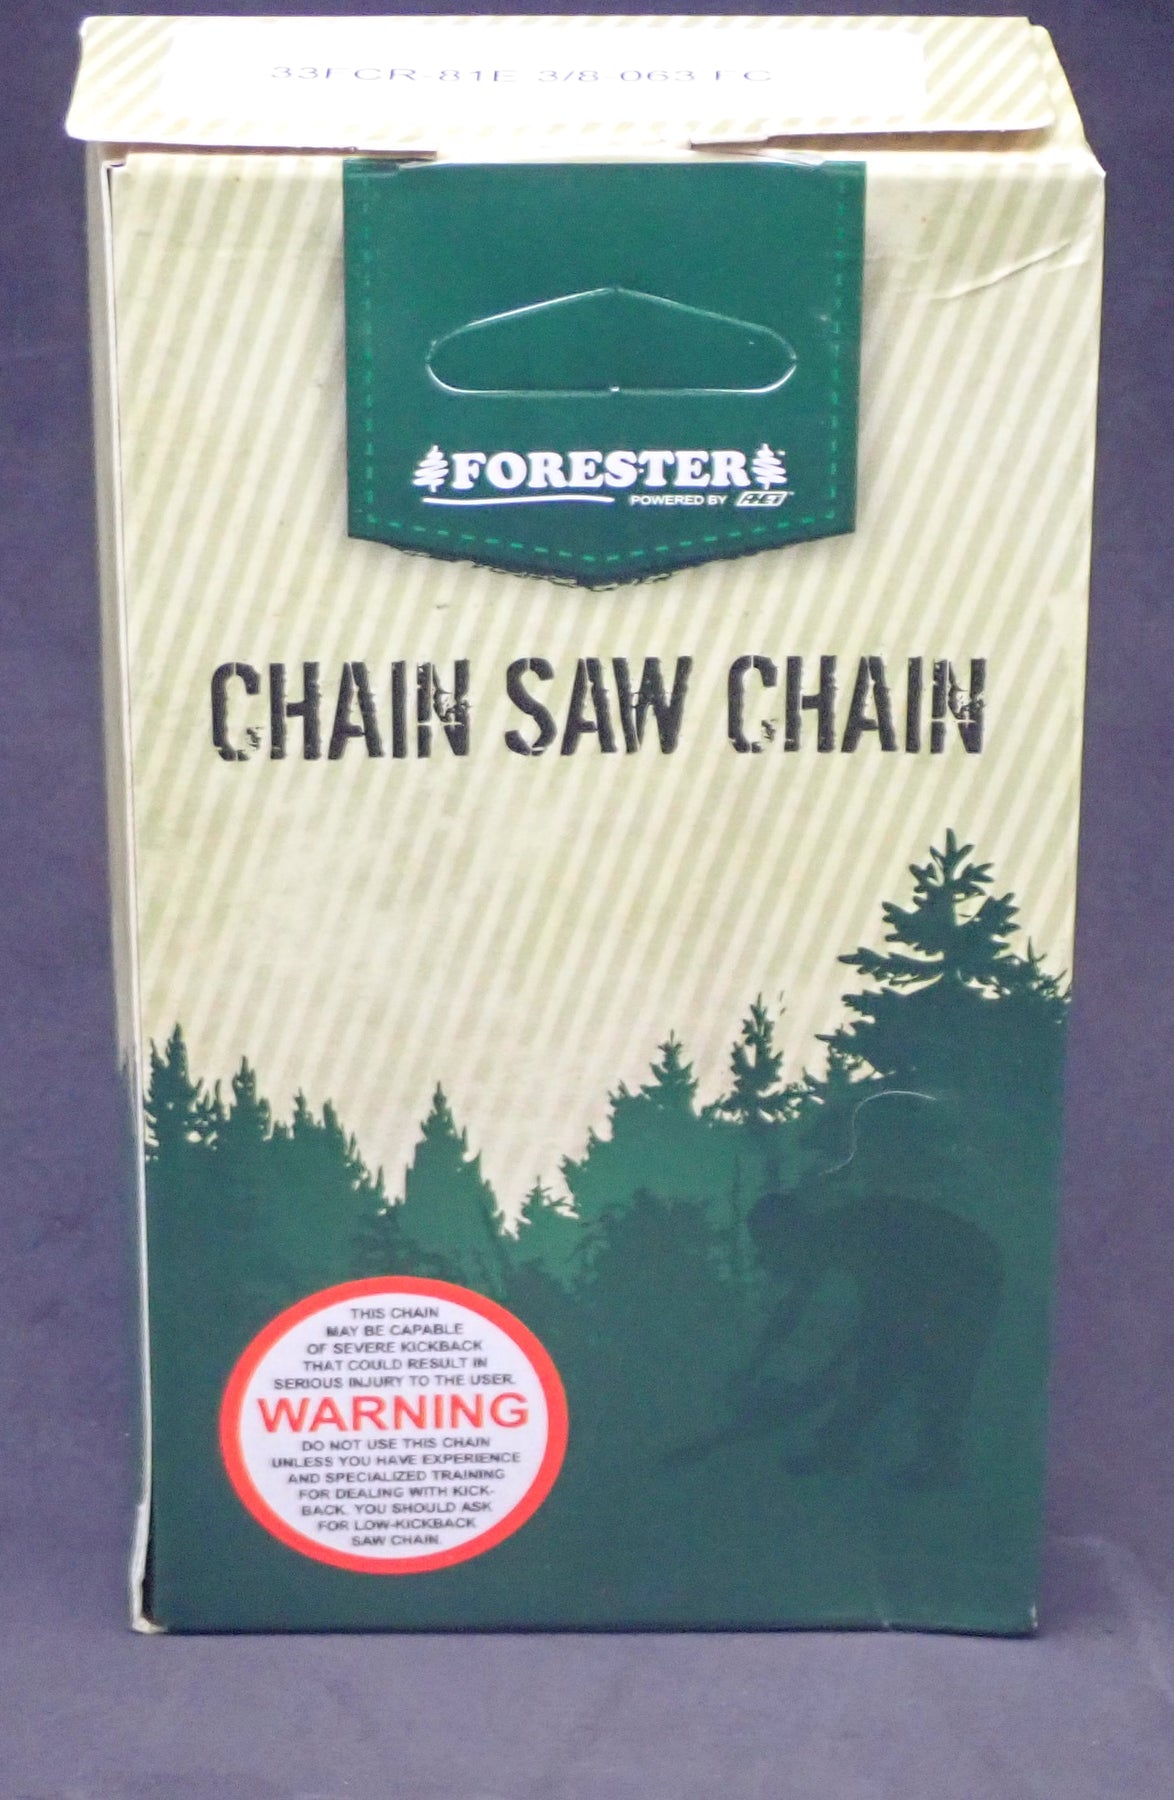 33FCR-81E 3/8-063 FC
FORESTER™
POWERED BY
CHAIN SAW CHAIN
THIS CHAIN
MAY BE CAPABLE
OF SEVERE KICKBACK
THAT COULD RESULT IN
SERIOUS INJURY TO THE USER.
WARNING
DO NOT USE THIS CHAIN
UNLESS YOU HAVE EXPERIENCE
AND SPECIALIZED TRAINING
FOR DEALING WITH KICK-
BACK. YOU SHOULD ASK
FOR LOW-KICKBACK
SAW CHAIN.